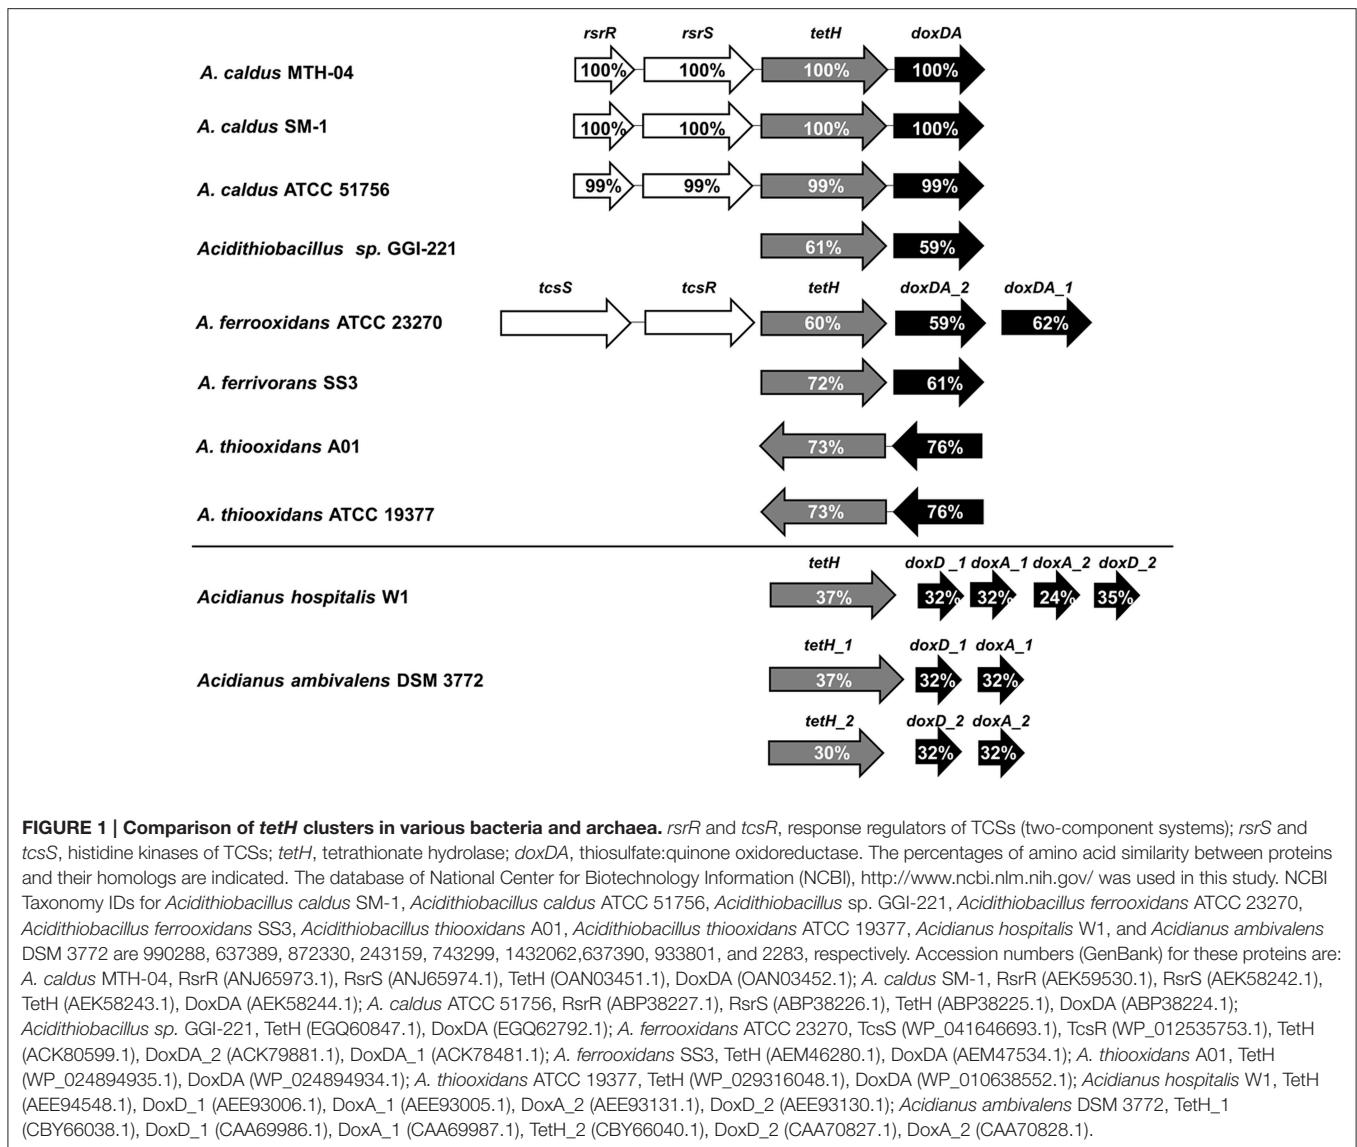 rsrR rsrS tetH doxDA
A. caldus MTH-04 100% 100% 100% 100%
A. caldus SM-1 100% 100% 100% 100%
A. caldus ATCC 51756 99% 99% 99% 99%
Acidithiobacillus sp. GGI-221 61% 59%
tcsS tcsR tetH doxDA_2 doxDA_1
A. ferrooxidans ATCC 23270 60% 59% 62%
A. ferrivorans SS3 72% 61%
A. thiooxidans A01 73% 76%
A. thiooxidans ATCC 19377 73% 76%
tetH doxD_1 doxA_1 doxA_2 doxD_2
Acidianus hospitalis W1 37% 32% 32% 24% 35%
tetH_1 doxD_1 doxA_1
Acidianus ambivalens DSM 3772 37% 32% 32%
tetH_2 doxD_2 doxA_2
30% 32% 32%
FIGURE 1 | Comparison of tetH clusters in various bacteria and archaea. rsrR and tcsR, response regulators of TCSs (two-component systems); rsrS and
tcsS, histidine kinases of TCSs; tetH, tetrathionate hydrolase; doxDA, thiosulfate:quinone oxidoreductase. The percentages of amino acid similarity between proteins
and their homologs are indicated. The database of National Center for Biotechnology Information (NCBI), http://www.ncbi.nlm.nih.gov/ was used in this study. NCBI
Taxonomy IDs for Acidithiobacillus caldus SM-1, Acidithiobacillus caldus ATCC 51756, Acidithiobacillus sp. GGI-221, Acidithiobacillus ferrooxidans ATCC 23270,
Acidithiobacillus ferrooxidans SS3, Acidithiobacillus thiooxidans A01, Acidithiobacillus thiooxidans ATCC 19377, Acidianus hospitalis W1, and Acidianus ambivalens
DSM 3772 are 990288, 637389, 872330, 243159, 743299, 1432062,637390, 933801, and 2283, respectively. Accession numbers (GenBank) for these proteins are:
A. caldus MTH-04, RsrR (ANJ65973.1), RsrS (ANJ65974.1), TetH (OAN03451.1), DoxDA (OAN03452.1); A. caldus SM-1, RsrR (AEK59530.1), RsrS (AEK58242.1),
TetH (AEK58243.1), DoxDA (AEK58244.1); A. caldus ATCC 51756, RsrR (ABP38227.1), RsrS (ABP38226.1), TetH (ABP38225.1), DoxDA (ABP38224.1);
Acidithiobacillus sp. GGI-221, TetH (EGQ60847.1), DoxDA (EGQ62792.1); A. ferrooxidans ATCC 23270, TcsS (WP_041646693.1), TcsR (WP_012535753.1), TetH
(ACK80599.1), DoxDA_2 (ACK79881.1), DoxDA_1 (ACK78481.1); A. ferrooxidans SS3, TetH (AEM46280.1), DoxDA (AEM47534.1); A. thiooxidans A01, TetH
(WP_024894935.1), DoxDA (WP_024894934.1); A. thiooxidans ATCC 19377, TetH (WP_029316048.1), DoxDA (WP_010638552.1); Acidianus hospitalis W1, TetH
(AEE94548.1), DoxD_1 (AEE93006.1), DoxA_1 (AEE93005.1), DoxA_2 (AEE93131.1), DoxD_2 (AEE93130.1); Acidianus ambivalens DSM 3772, TetH_1
(CBY66038.1), DoxD_1 (CAA69986.1), DoxA_1 (CAA69987.1), TetH_2 (CBY66040.1), DoxD_2 (CAA70827.1), DoxA_2 (CAA70828.1).